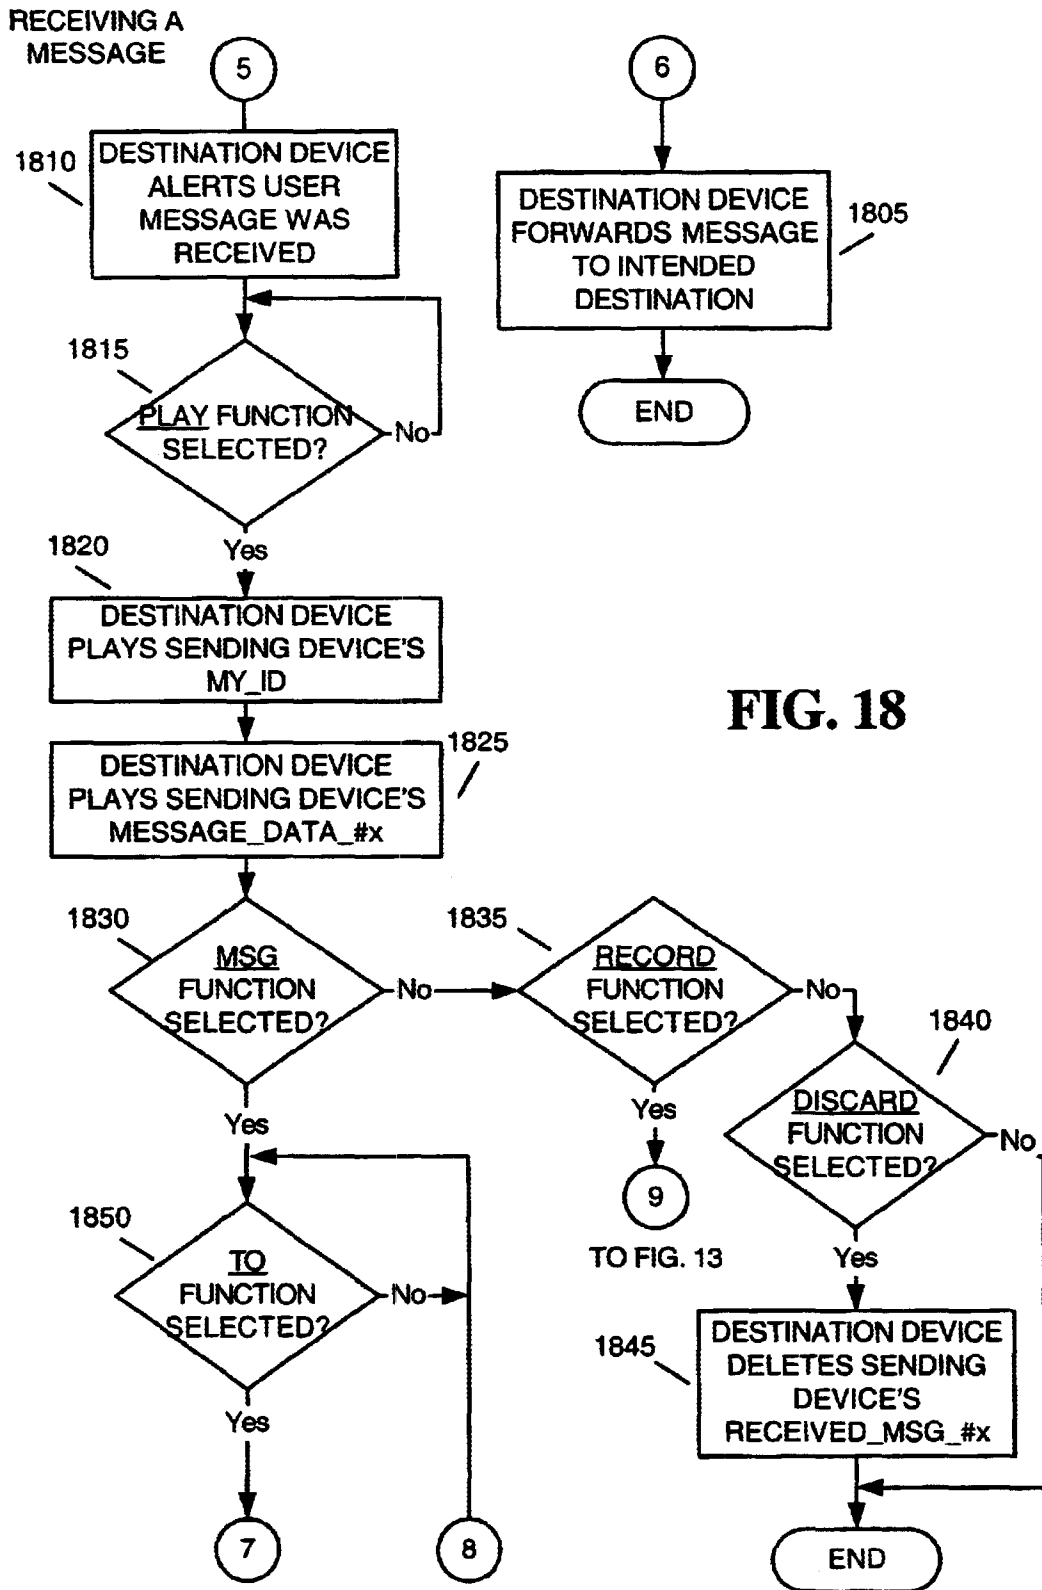 RECEIVING A
MESSAGE
5
1810
DESTINATION DEVICE
ALERTS USER
MESSAGE WAS
RECEIVED
1815
PLAY FUNCTION
SELECTED?
No
Yes
1820
DESTINATION DEVICE
PLAYS SENDING DEVICE'S
MY_ID
1825
DESTINATION DEVICE
PLAYS SENDING DEVICE'S
MESSAGE_DATA_#x
1830
MSG
FUNCTION
SELECTED?
No
Yes
1835
RECORD
FUNCTION
SELECTED?
No
Yes
9
TO FIG. 13
1840
DISCARD
FUNCTION
SELECTED?
No
Yes
1845
DESTINATION DEVICE
DELETES SENDING
DEVICE'S
RECEIVED_MSG_#x
END
1850
TO
FUNCTION
SELECTED?
No
Yes
7
8
6
DESTINATION DEVICE
FORWARDS MESSAGE
TO INTENDED
DESTINATION
1805
END
FIG. 18